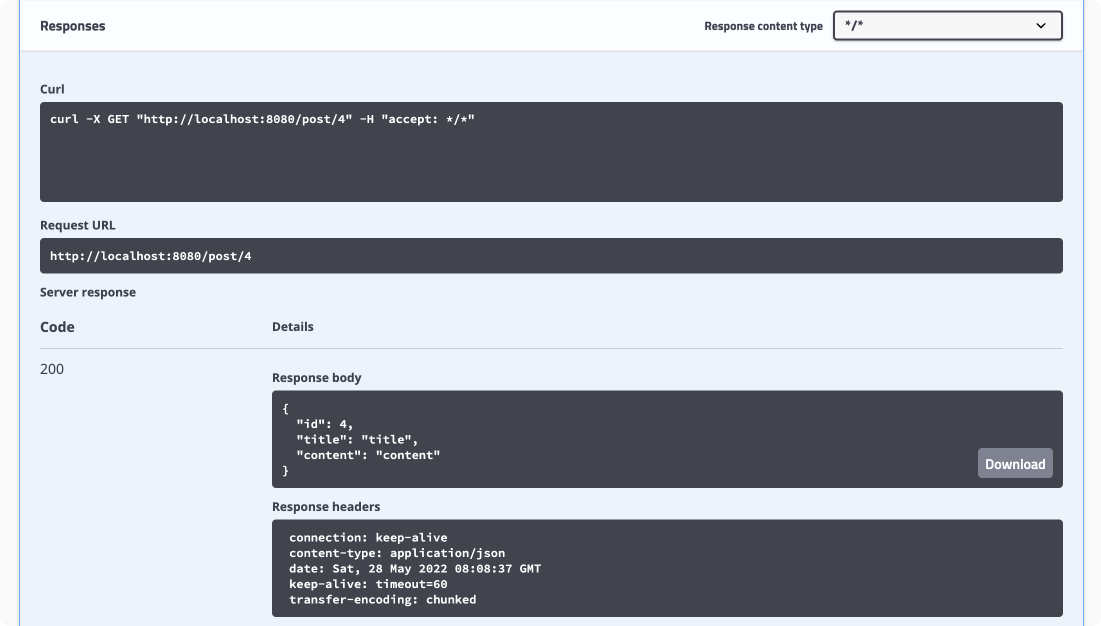 Responses
Response content type
*/*
Curl
curl -X GET "http://localhost:8080/post/4" -H "accept: */*"
Request URL
http://localhost:8080/post/4
Server response
Code
Details
200
Response body
{
  "id": 4,
  "title": "title",
  "content": "content"
}
Download
Response headers
connection: keep-alive
content-type: application/json
date: Sat, 28 May 2022 08:08:37 GMT
keep-alive: timeout=60
transfer-encoding: chunked